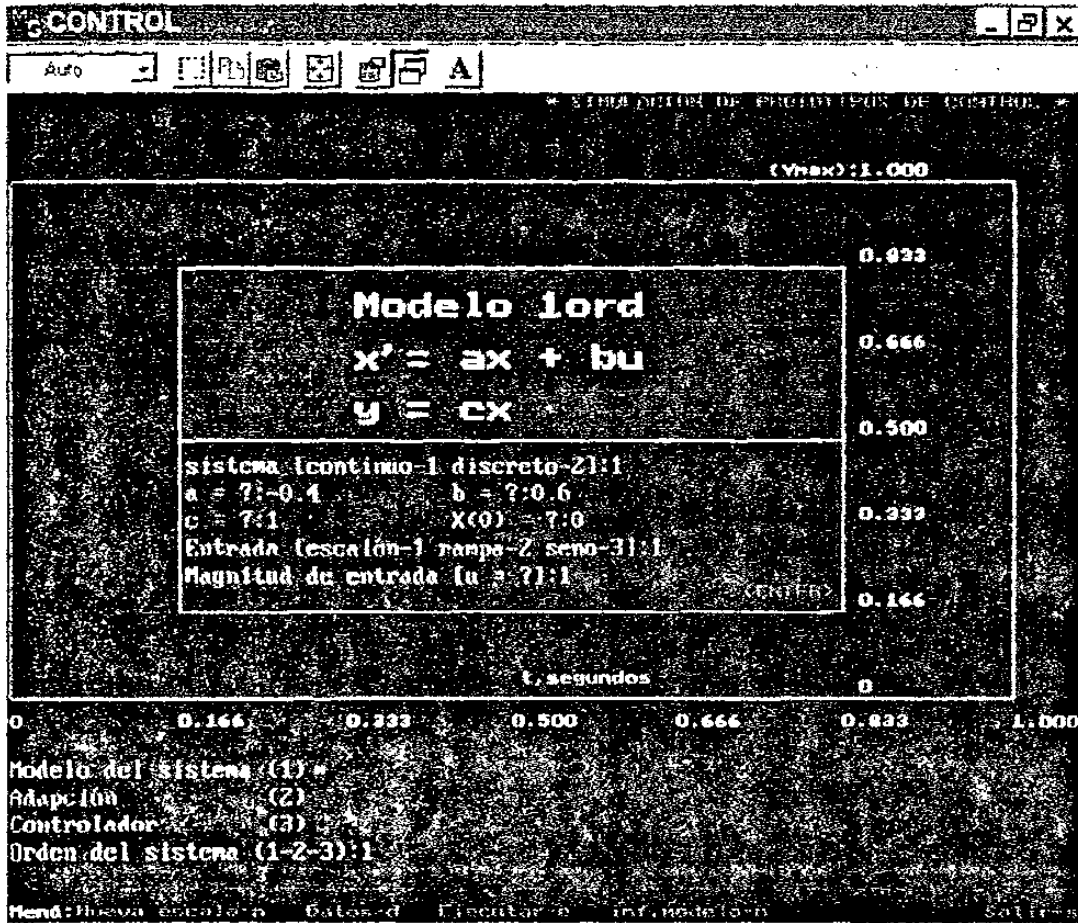 CONTROL
Auto
A
* SIMULACION DE PROTOTIPOS DE CONTROL *
(Ymax):1.000
0.833
Modelo 1ord
0.666
x'= ax + bu
y = cx
0.500
sistema [continuo-1 discreto-2]:1
a = ?:-0.4 b = ?:0.6
c = ?:1 X(0) = ?:0
0.333
Entrada [escalón-1 rampa-2 seno-3]:1
Magnitud de entrada [u = ?]:1
<ENTER>
0.166
t,segundos
0
0 0.166 0.333 0.500 0.666 0.833 1.000
Modelo del sistema (1)
Adapción (2)
Controlador (3)
Orden del sistema (1-2-3):1
Menú:Nueva